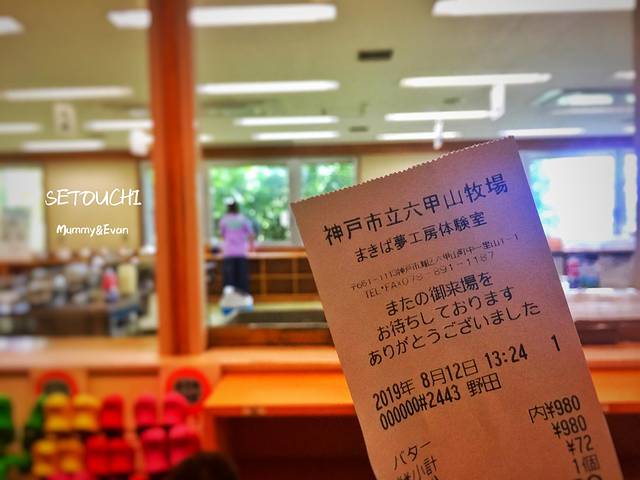 SETOUCHI
Mummy&Evan
神戸市立六甲山牧場
まきば夢工房体験室
TEL・FAX078-891-1187
またの御来場を
お待ちしております
ありがとうございました
2019年 8月12日 13:24 1
000000#2443 野田
バター 内¥980
小計 ¥980
¥72
1個